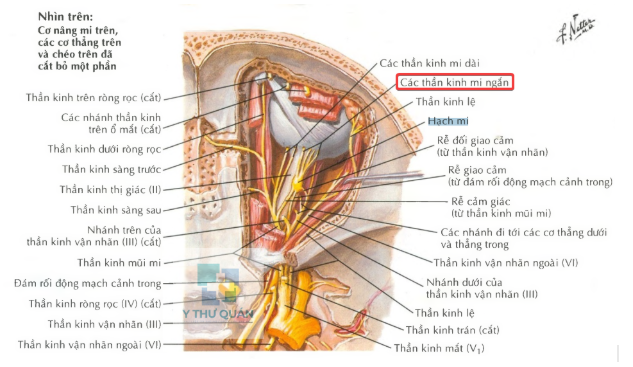 Nhìn trên:
Cơ nâng mi trên,
các cơ thẳng trên
và chéo trên đã
cắt bỏ một phần
Thần kinh trên ròng rọc (cắt)
Các nhánh thần kinh
trên ổ mắt (cắt)
Thần kinh dưới ròng rọc
Thần kinh sàng trước
Thần kinh thị giác (II)
Thần kinh sàng sau
Nhánh trên của
thần kinh vận nhãn (III) (cắt)
Thần kinh mũi mi
Đám rối động mạch cảnh trong
Thần kinh ròng rọc (IV) (cắt)
Thần kinh vận nhãn (III)
Thần kinh vận nhãn ngoài (VI)
Các thần kinh mi dài
Các thần kinh mi ngắn
Thần kinh lệ
Hạch mi
Rễ đối giao cảm
(từ thần kinh vận nhãn)
Rễ giao cảm
(từ đám rối động mạch cảnh trong)
Rễ cảm giác
(từ thần kinh mũi mi)
Các nhánh đi tới các cơ thẳng dưới
và thẳng trong
Thần kinh vận nhãn ngoài (VI)
Nhánh dưới của
thần kinh vận nhãn (III)
Thần kinh lệ
Thần kinh trán (cắt)
Thần kinh mắt (V₁)
Y THƯ QUÁN
F. Netter